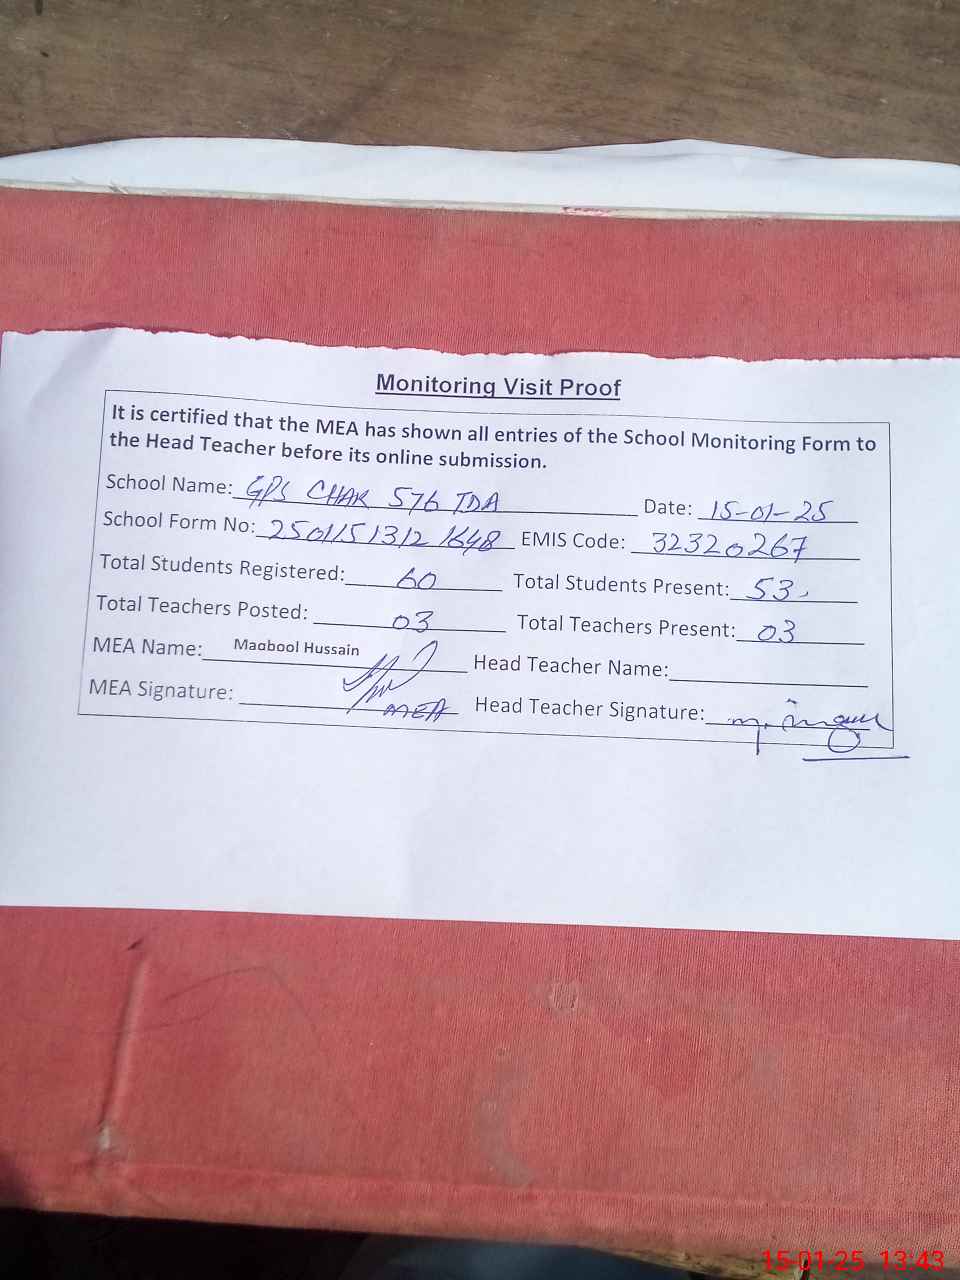 Monitoring Visit Proof
It is certified that the MEA has shown all entries of the School Monitoring Form to
the Head Teacher before its online submission.
School Name: GPS CHAK 576 TDA Date: 15-01-25
School Form No: 250115 1312 1648 EMIS Code: 32320267
Total Students Registered: 60 Total Students Present: 53
Total Teachers Posted: 03 Total Teachers Present: 03
MEA Name: Maqbool Hussain Head Teacher Name:
MEA Signature: MEA Head Teacher Signature:
15-01-25 13:43